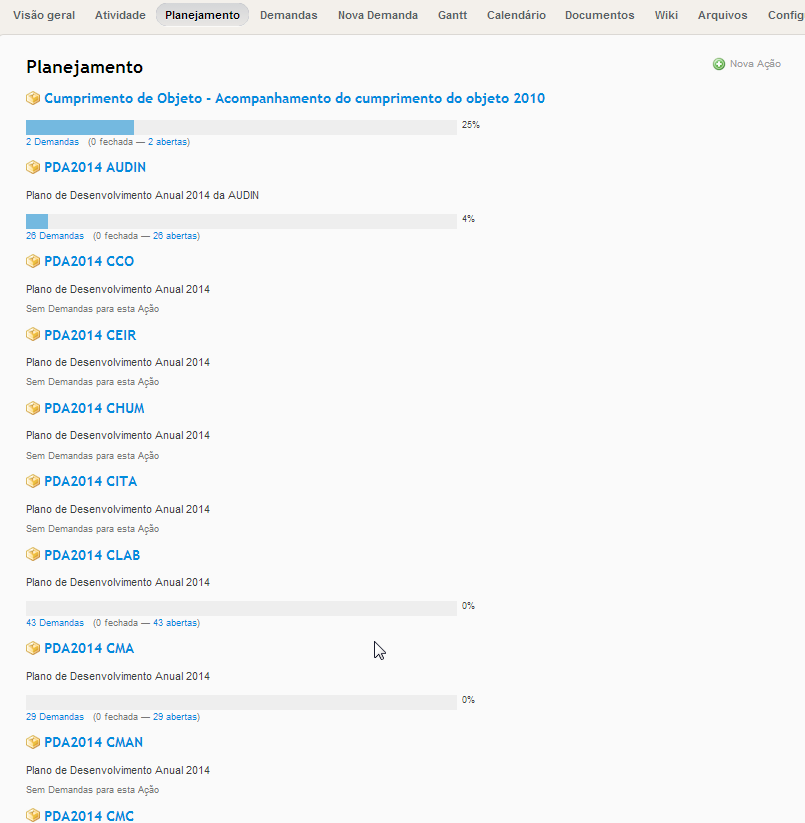 Visão geral Atividade Planejamento Demandas Nova Demanda Gantt Calendário Documentos Wiki Arquivos Config
Planejamento
Nova Ação
Cumprimento de Objeto - Acompanhamento do cumprimento do objeto 2010
25%
2 Demandas (0 fechada — 2 abertas)
PDA2014 AUDIN
Plano de Desenvolvimento Anual 2014 da AUDIN
4%
26 Demandas (0 fechada — 26 abertas)
PDA2014 CCO
Plano de Desenvolvimento Anual 2014
Sem Demandas para esta Ação
PDA2014 CEIR
Plano de Desenvolvimento Anual 2014
Sem Demandas para esta Ação
PDA2014 CHUM
Plano de Desenvolvimento Anual 2014
Sem Demandas para esta Ação
PDA2014 CITA
Plano de Desenvolvimento Anual 2014
Sem Demandas para esta Ação
PDA2014 CLAB
Plano de Desenvolvimento Anual 2014
0%
43 Demandas (0 fechada — 43 abertas)
PDA2014 CMA
Plano de Desenvolvimento Anual 2014
0%
29 Demandas (0 fechada — 29 abertas)
PDA2014 CMAN
Plano de Desenvolvimento Anual 2014
Sem Demandas para esta Ação
PDA2014 CMC